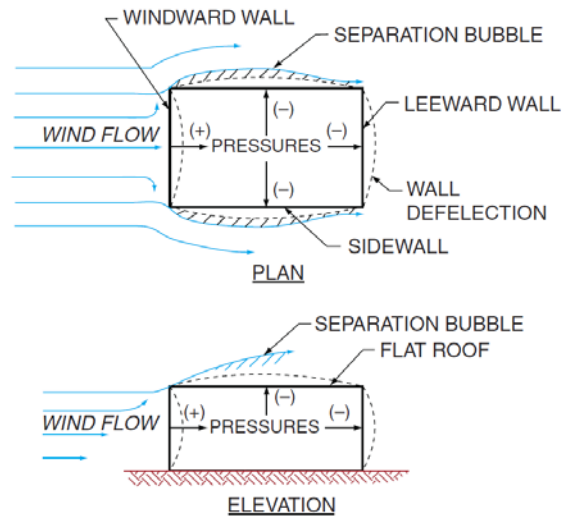 WINDWARD WALL
SEPARATION BUBBLE
LEEWARD WALL
(-)
WIND FLOW
(+)
PRESSURES
(-)
(-)
WALL
DEFELECTION
SIDEWALL
PLAN
SEPARATION BUBBLE
FLAT ROOF
(+)
(-)
(-)
WIND FLOW
PRESSURES
ELEVATION